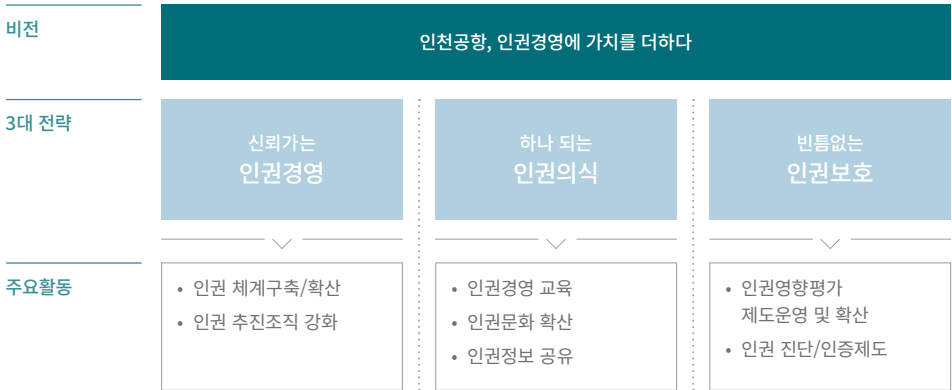 비전
인천공항, 인권경영에 가치를 더하다
3대 전략
신뢰가는
인권경영
하나 되는
인권의식
빈틈없는
인권보호
주요활동
• 인권 체계구축/확산
• 인권 추진조직 강화
• 인권경영 교육
• 인권문화 확산
• 인권정보 공유
• 인권영향평가
제도운영 및 확산
• 인권 진단/인증제도